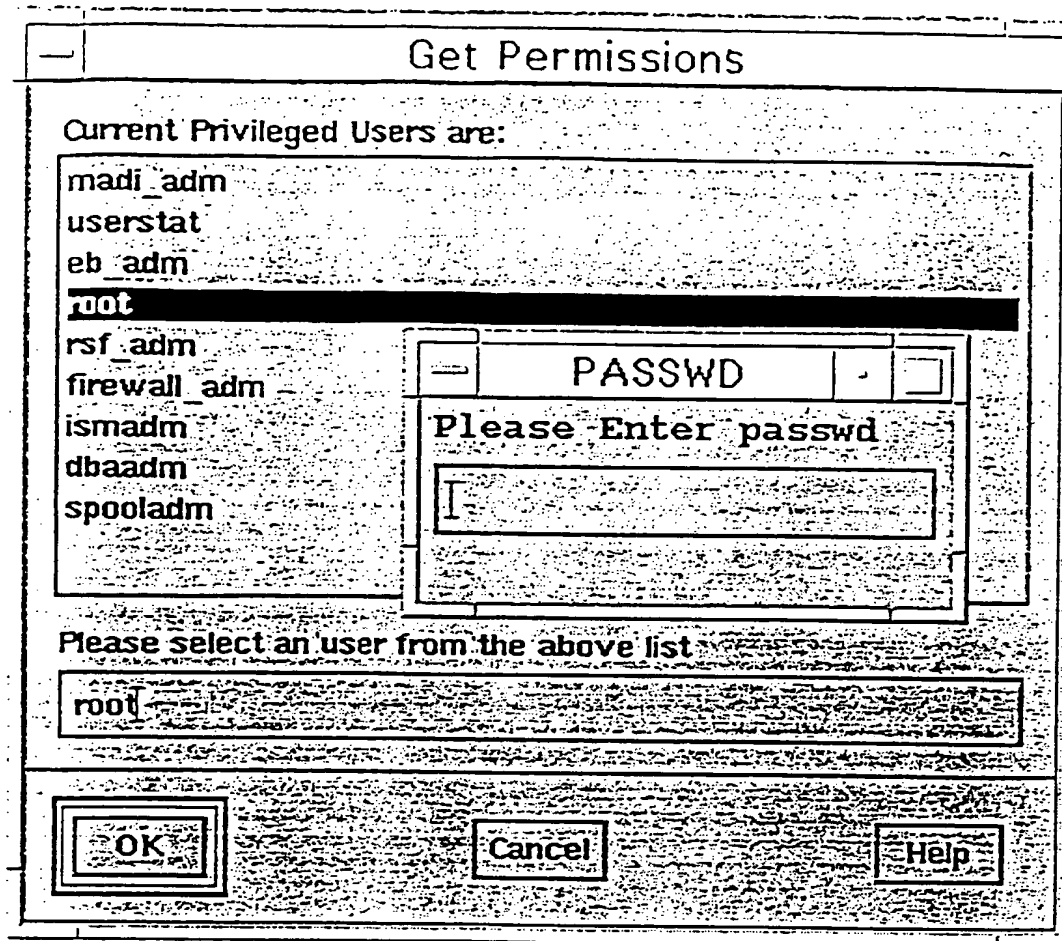 Get Permissions
Current Privileged Users are:
madi_adm
userstat
eb_adm
root
rsf_adm
firewall_adm
ismadm
dbaadm
spooladm
PASSWD
Please Enter passwd
Please select an user from the above list
root
OK
Cancel
Help